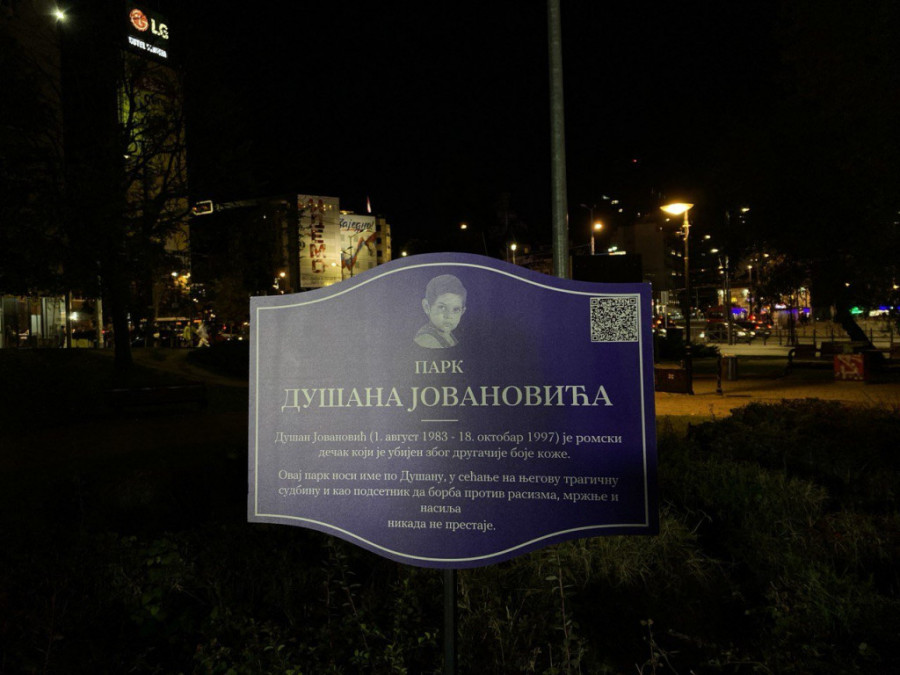 LG
ПАРК
ДУШАНА ЈОВАНОВИЋА
Душан Јовановић (1. август 1983 - 18. октобар 1997) је ромски
дечак који је убијен због другачије боје коже.
Овај парк носи име по Душану, у сећање на његову трагичну
судбину и као подсетник да борба против расизма, мржње и
насиља
никада не престаје.